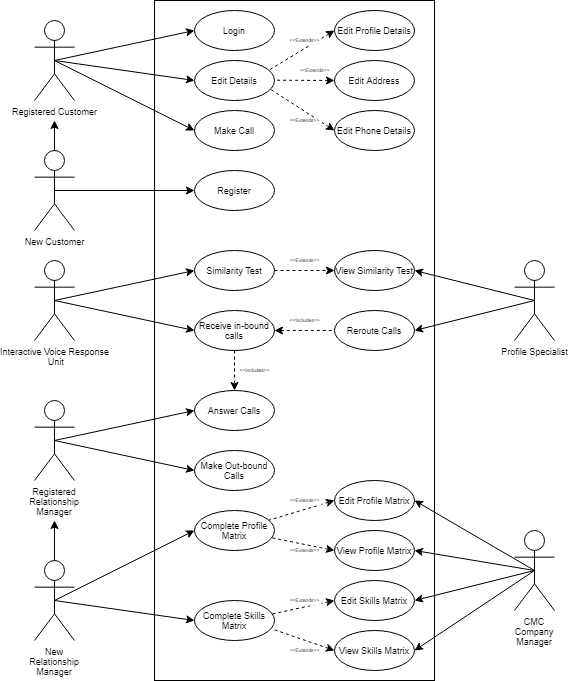 Login
Edit Profile Details
<<Extends>>
Edit Details
<<Extends>>
Edit Address
Registered Customer
Make Call
<<Extends>>
Edit Phone Details
Register
New Customer
Similarity Test
<<Extends>>
View Similarity Test
Receive in-bound
calls
<<Includes>>
Reroute Calls
Interactive Voice Response
Unit
Profile Specialist
<<Includes>>
Answer Calls
Make Out-bound
Calls
Registered
Relationship
Manager
<<Extends>>
Edit Profile Matrix
Complete Profile
Matrix
<<Extends>>
View Profile Matrix
<<Extends>>
Edit Skills Matrix
Complete Skills
Matrix
CMC
Company
Manager
<<Extends>>
View Skills Matrix
New
Relationship
Manager